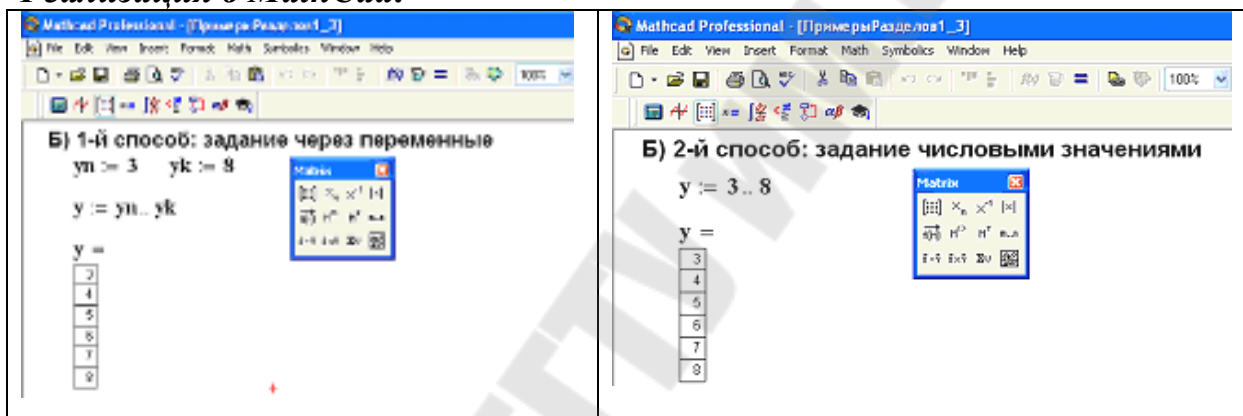 Реализация в MathCad:
Mathcad Professional - [ПримерыРазделов1_3]
File Edit View Insert Format Math Symbolics Window Help
100%
Б) 1-й способ: задание через переменные
yn := 3 yk := 8
Matrix
y := yn.. yk
y =
3
4
5
6
7
8
Mathcad Professional - [ПримерыРазделов1_3]
File Edit View Insert Format Math Symbolics Window Help
100%
Б) 2-й способ: задание числовыми значениями
y := 3.. 8
Matrix
y =
3
4
5
6
7
8